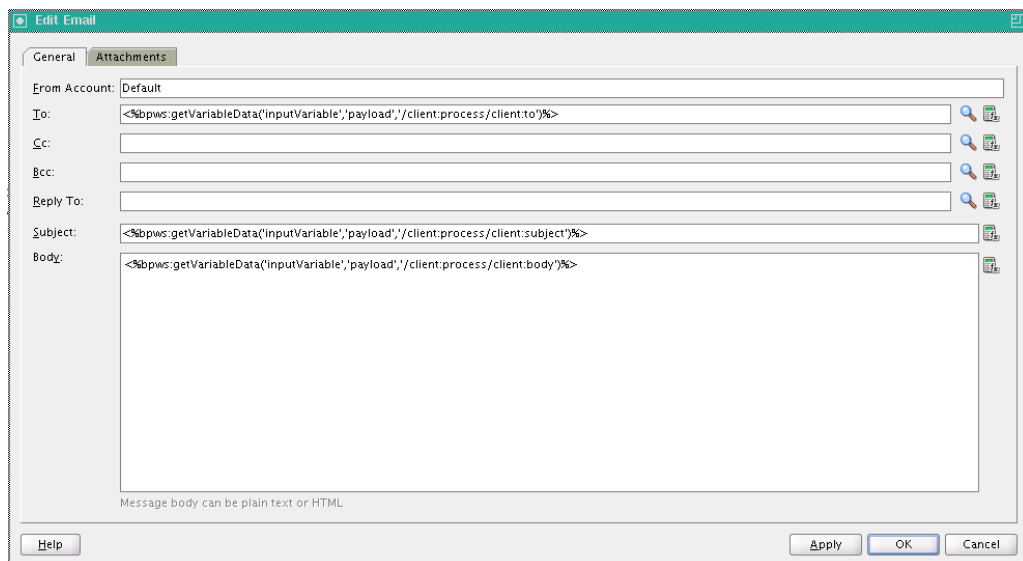 Edit Email
General Attachments
From Account: Default
To: <%bpws:getVariableData('inputVariable','payload','/client:process/client:to')%>
Cc:
Bcc:
Reply To:
Subject: <%bpws:getVariableData('inputVariable','payload','/client:process/client:subject')%>
Body: <%bpws:getVariableData('inputVariable','payload','/client:process/client:body')%>
Message body can be plain text or HTML
Help Apply OK Cancel